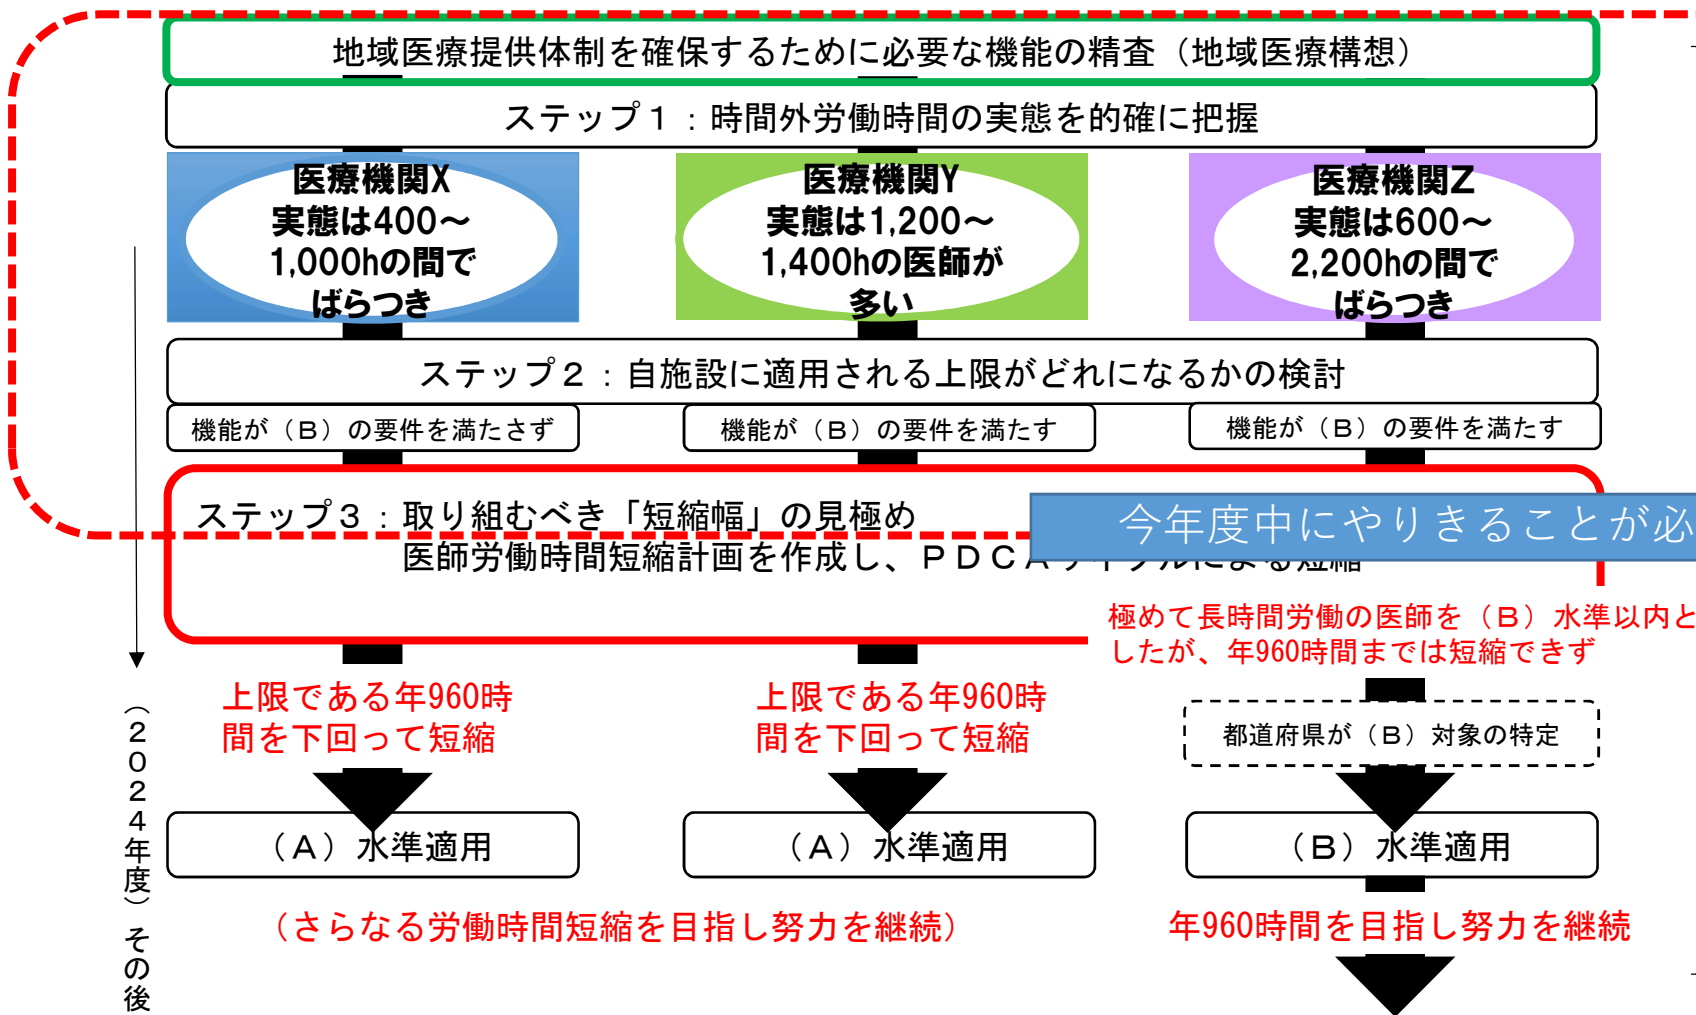 地域医療提供体制を確保するために必要な機能の精査（地域医療構想）
ステップ１：時間外労働時間の実態を的確に把握
医療機関X
実態は400～
1,000hの間で
ばらつき
医療機関Y
実態は1,200～
1,400hの医師が
多い
医療機関Z
実態は600～
2,200hの間で
ばらつき
ステップ２：自施設に適用される上限がどれになるかの検討
機能が（Ｂ）の要件を満たさず
機能が（Ｂ）の要件を満たす
機能が（Ｂ）の要件を満たす
ステップ３：取り組むべき「短縮幅」の見極め
今年度中にやりきることが必
医師労働時間短縮計画を作成し、ＰＤＣＡサイクルによる短縮
極めて長時間労働の医師を（Ｂ）水準以内と
したが、年960時間までは短縮できず
上限である年960時
間を下回って短縮
上限である年960時
間を下回って短縮
都道府県が（Ｂ）対象の特定
（Ａ）水準適用
（Ａ）水準適用
（Ｂ）水準適用
（さらなる労働時間短縮を目指し努力を継続）
年960時間を目指し努力を継続
（２０２４年度）その後